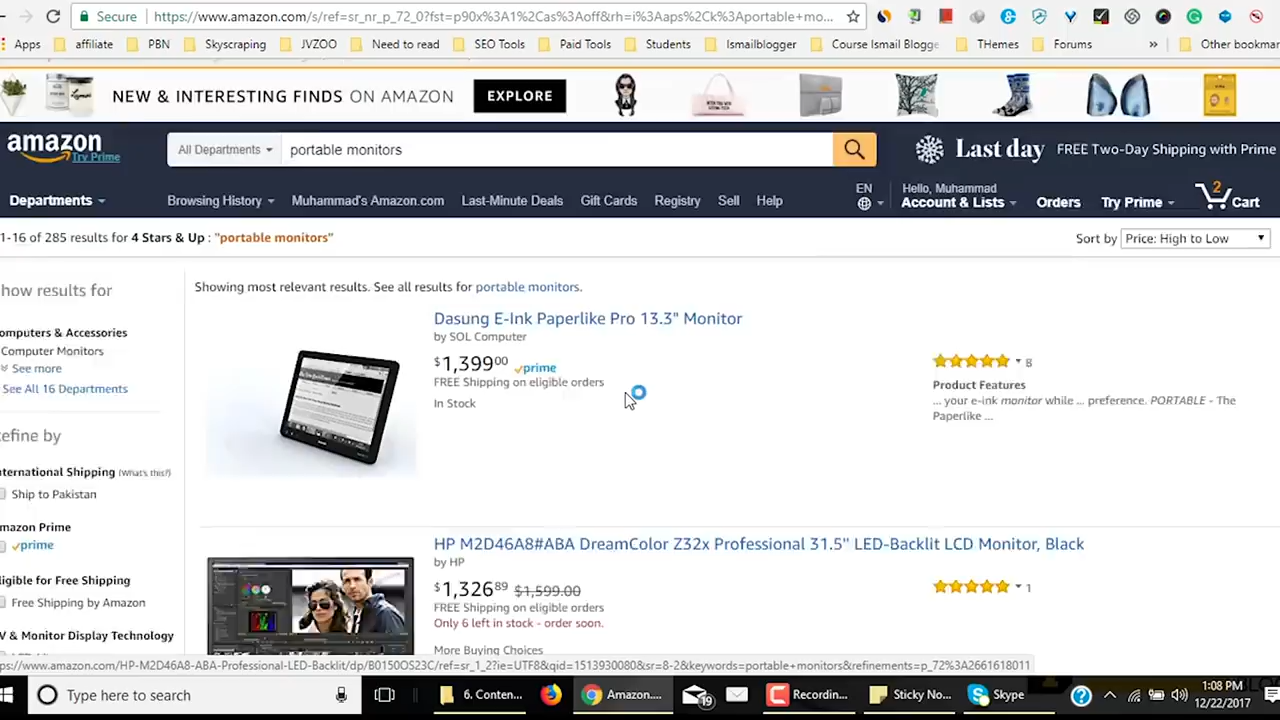 Secure https://www.amazon.com/s/ref=sr_nr_p_72_0?fst=p90x%3A1%2Cas%3Aoff&rh=i%3Aaps%2Ck%3Aportable+mo...
Apps affiliate PBN Skyscraping JVZOO Need to read SEO Tools Paid Tools Students Ismailblogger Course Ismail Blogge THemes Forums » Other bookmar
NEW & INTERESTING FINDS ON AMAZON EXPLORE
amazon
Try Prime
All Departments
portable monitors
Last day FREE Two-Day Shipping with Prime
Departments
Browsing History Muhammad's Amazon.com Last-Minute Deals Gift Cards Registry Sell Help
EN
Hello, Muhammad
Account & Lists
Orders
Try Prime
2
Cart
1-16 of 285 results for 4 Stars & Up : "portable monitors"
Sort by Price: High to Low
how results for
omputers & Accessories
Computer Monitors
See more
See All 16 Departments
efine by
nternational Shipping (What's this?)
Ship to Pakistan
mazon Prime
prime
ligible for Free Shipping
Free Shipping by Amazon
V & Monitor Display Technology
Showing most relevant results. See all results for portable monitors.
Dasung E-Ink Paperlike Pro 13.3" Monitor
by SOL Computer
$1,399.00 prime
FREE Shipping on eligible orders
In Stock
8
Product Features
... your e-ink monitor while ... preference. PORTABLE - The
Paperlike ...
HP M2D46A8#ABA DreamColor Z32x Professional 31.5" LED-Backlit LCD Monitor, Black
by HP
$1,326.89 $1,599.00
FREE Shipping on eligible orders
Only 6 left in stock - order soon.
More Buying Choices
1
ps://www.amazon.com/HP-M2D46A8-ABA-Professional-LED-Backlit/dp/B0150OS23C/ref=sr_1_2?ie=UTF8&qid=1513930080&sr=8-2&keywords=portable+monitors&refinements=p_72%3A2661618011
Type here to search
6. Conten...
Amazon....
19
Recordin...
Sticky No...
Skype
1:08 PM
12/22/2017